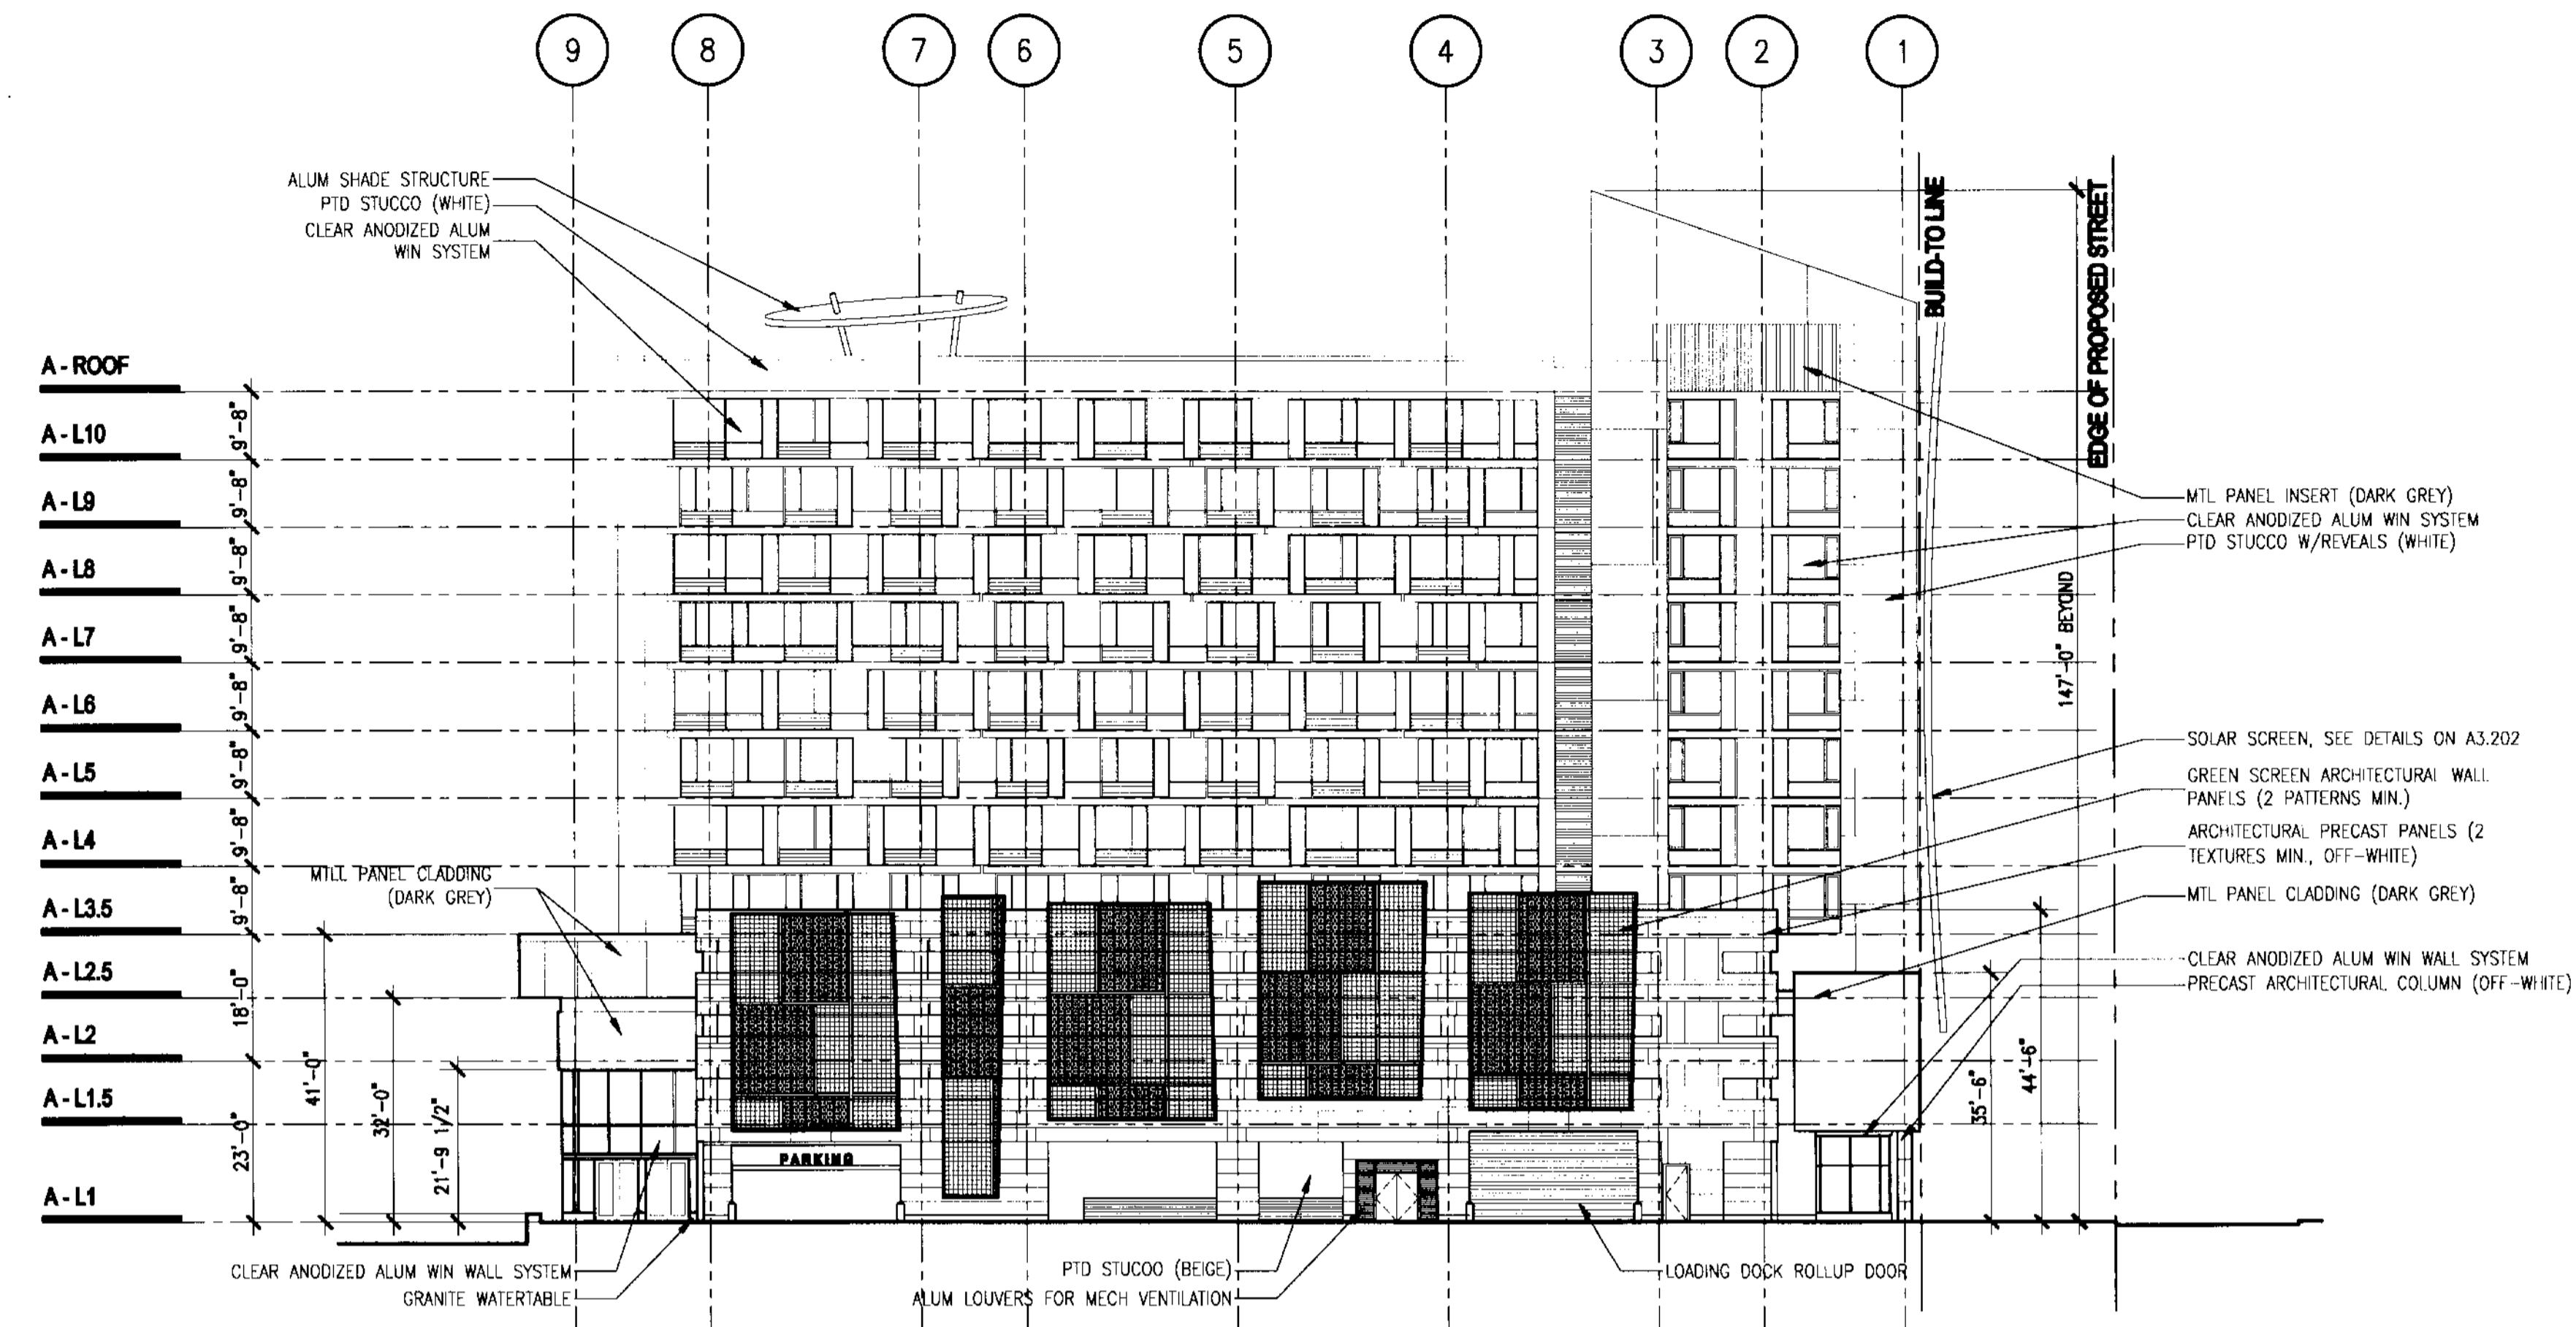 9 8 7 6 5 4 3 2 1
ALUM SHADE STRUCTURE
PTD STUCCO (WHITE)
CLEAR ANODIZED ALUM
WIN SYSTEM
BUILD-TO LINE
EDGE OF PROPOSED STREET
A - ROOF
9'-8"
A - L10
9'-8"
A - L9
9'-8"
A - L8
9'-8"
A - L7
9'-8"
A - L6
9'-8"
A - L5
9'-8"
A - L4
9'-8"
A - L3.5
A - L2.5
18'-0"
A - L2
A - L1.5
23'-0"
A - L1
MTLL PANEL CLADDING
(DARK GREY)
41'-0"
32'-0"
21'-9 1/2"
PARKING
MTL PANEL INSERT (DARK GREY)
CLEAR ANODIZED ALUM WIN SYSTEM
PTD STUCCO W/REVEALS (WHITE)
147'-0" BEYOND
SOLAR SCREEN, SEE DETAILS ON A3.202
GREEN SCREEN ARCHITECTURAL WALL
PANELS (2 PATTERNS MIN.)
ARCHITECTURAL PRECAST PANELS (2
TEXTURES MIN., OFF-WHITE)
MTL PANEL CLADDING (DARK GREY)
CLEAR ANODIZED ALUM WIN WALL SYSTEM
PRECAST ARCHITECTURAL COLUMN (OFF-WHITE)
35'-6"
44'-6"
CLEAR ANODIZED ALUM WIN WALL SYSTEM
GRANITE WATERTABLE
PTD STUCOO (BEIGE)
ALUM LOUVERS FOR MECH VENTILATION
LOADING DOCK ROLLUP DOOR